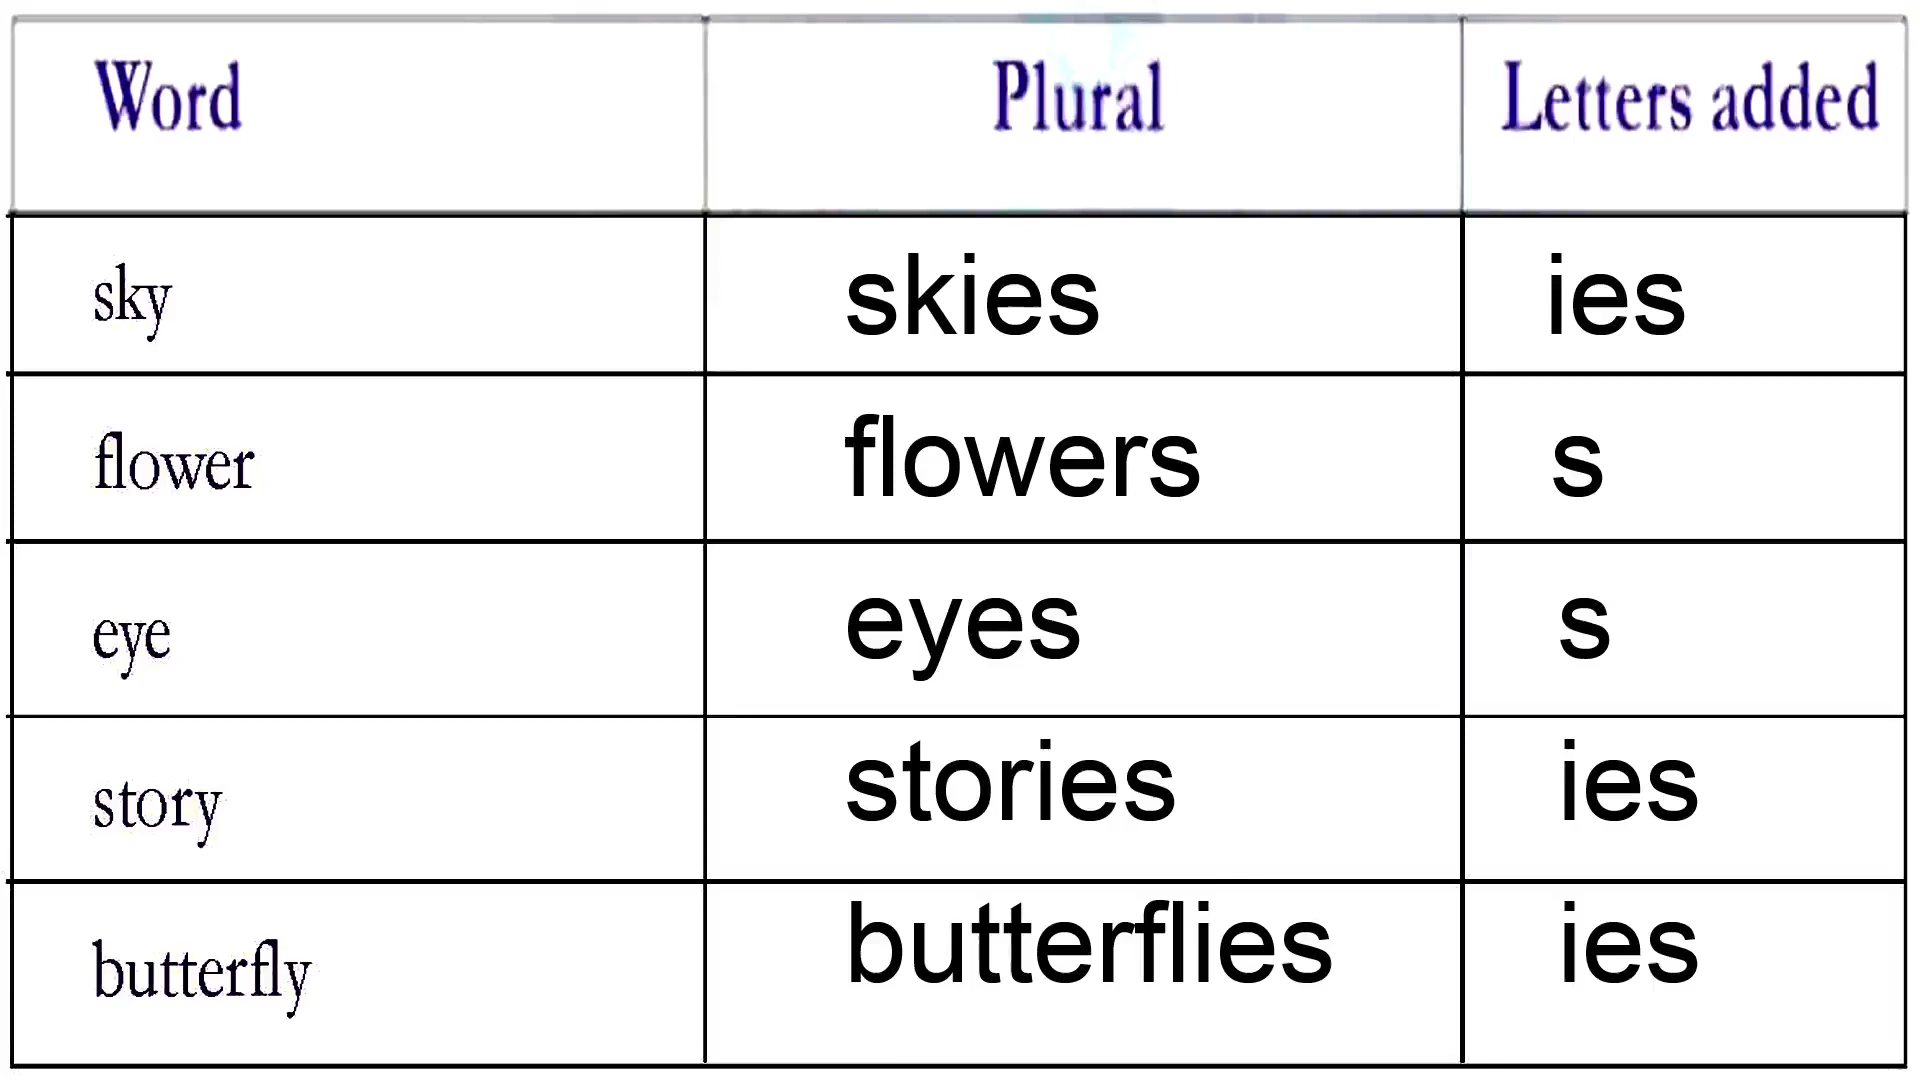 Word Plural Letters added
sky skies ies
flower flowers s
eye eyes s
story stories ies
butterfly butterflies ies